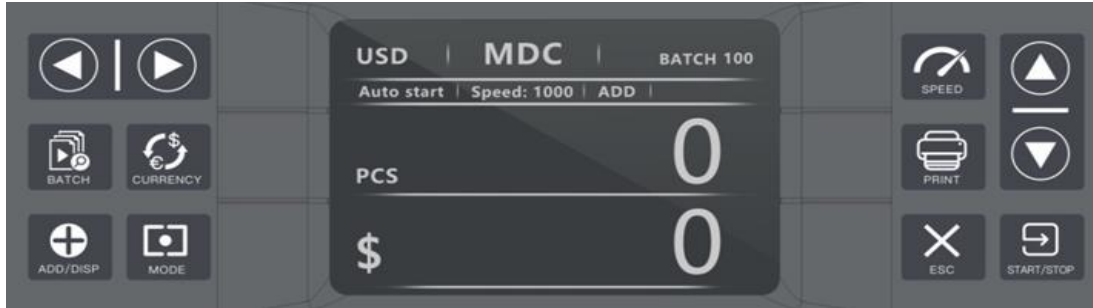 USD | MDC | BATCH 100
Auto start | Speed: 1000 | ADD |
PCS 0
$ 0
BATCH
CURRENCY
ADD/DISP
MODE
SPEED
PRINT
ESC
START/STOP